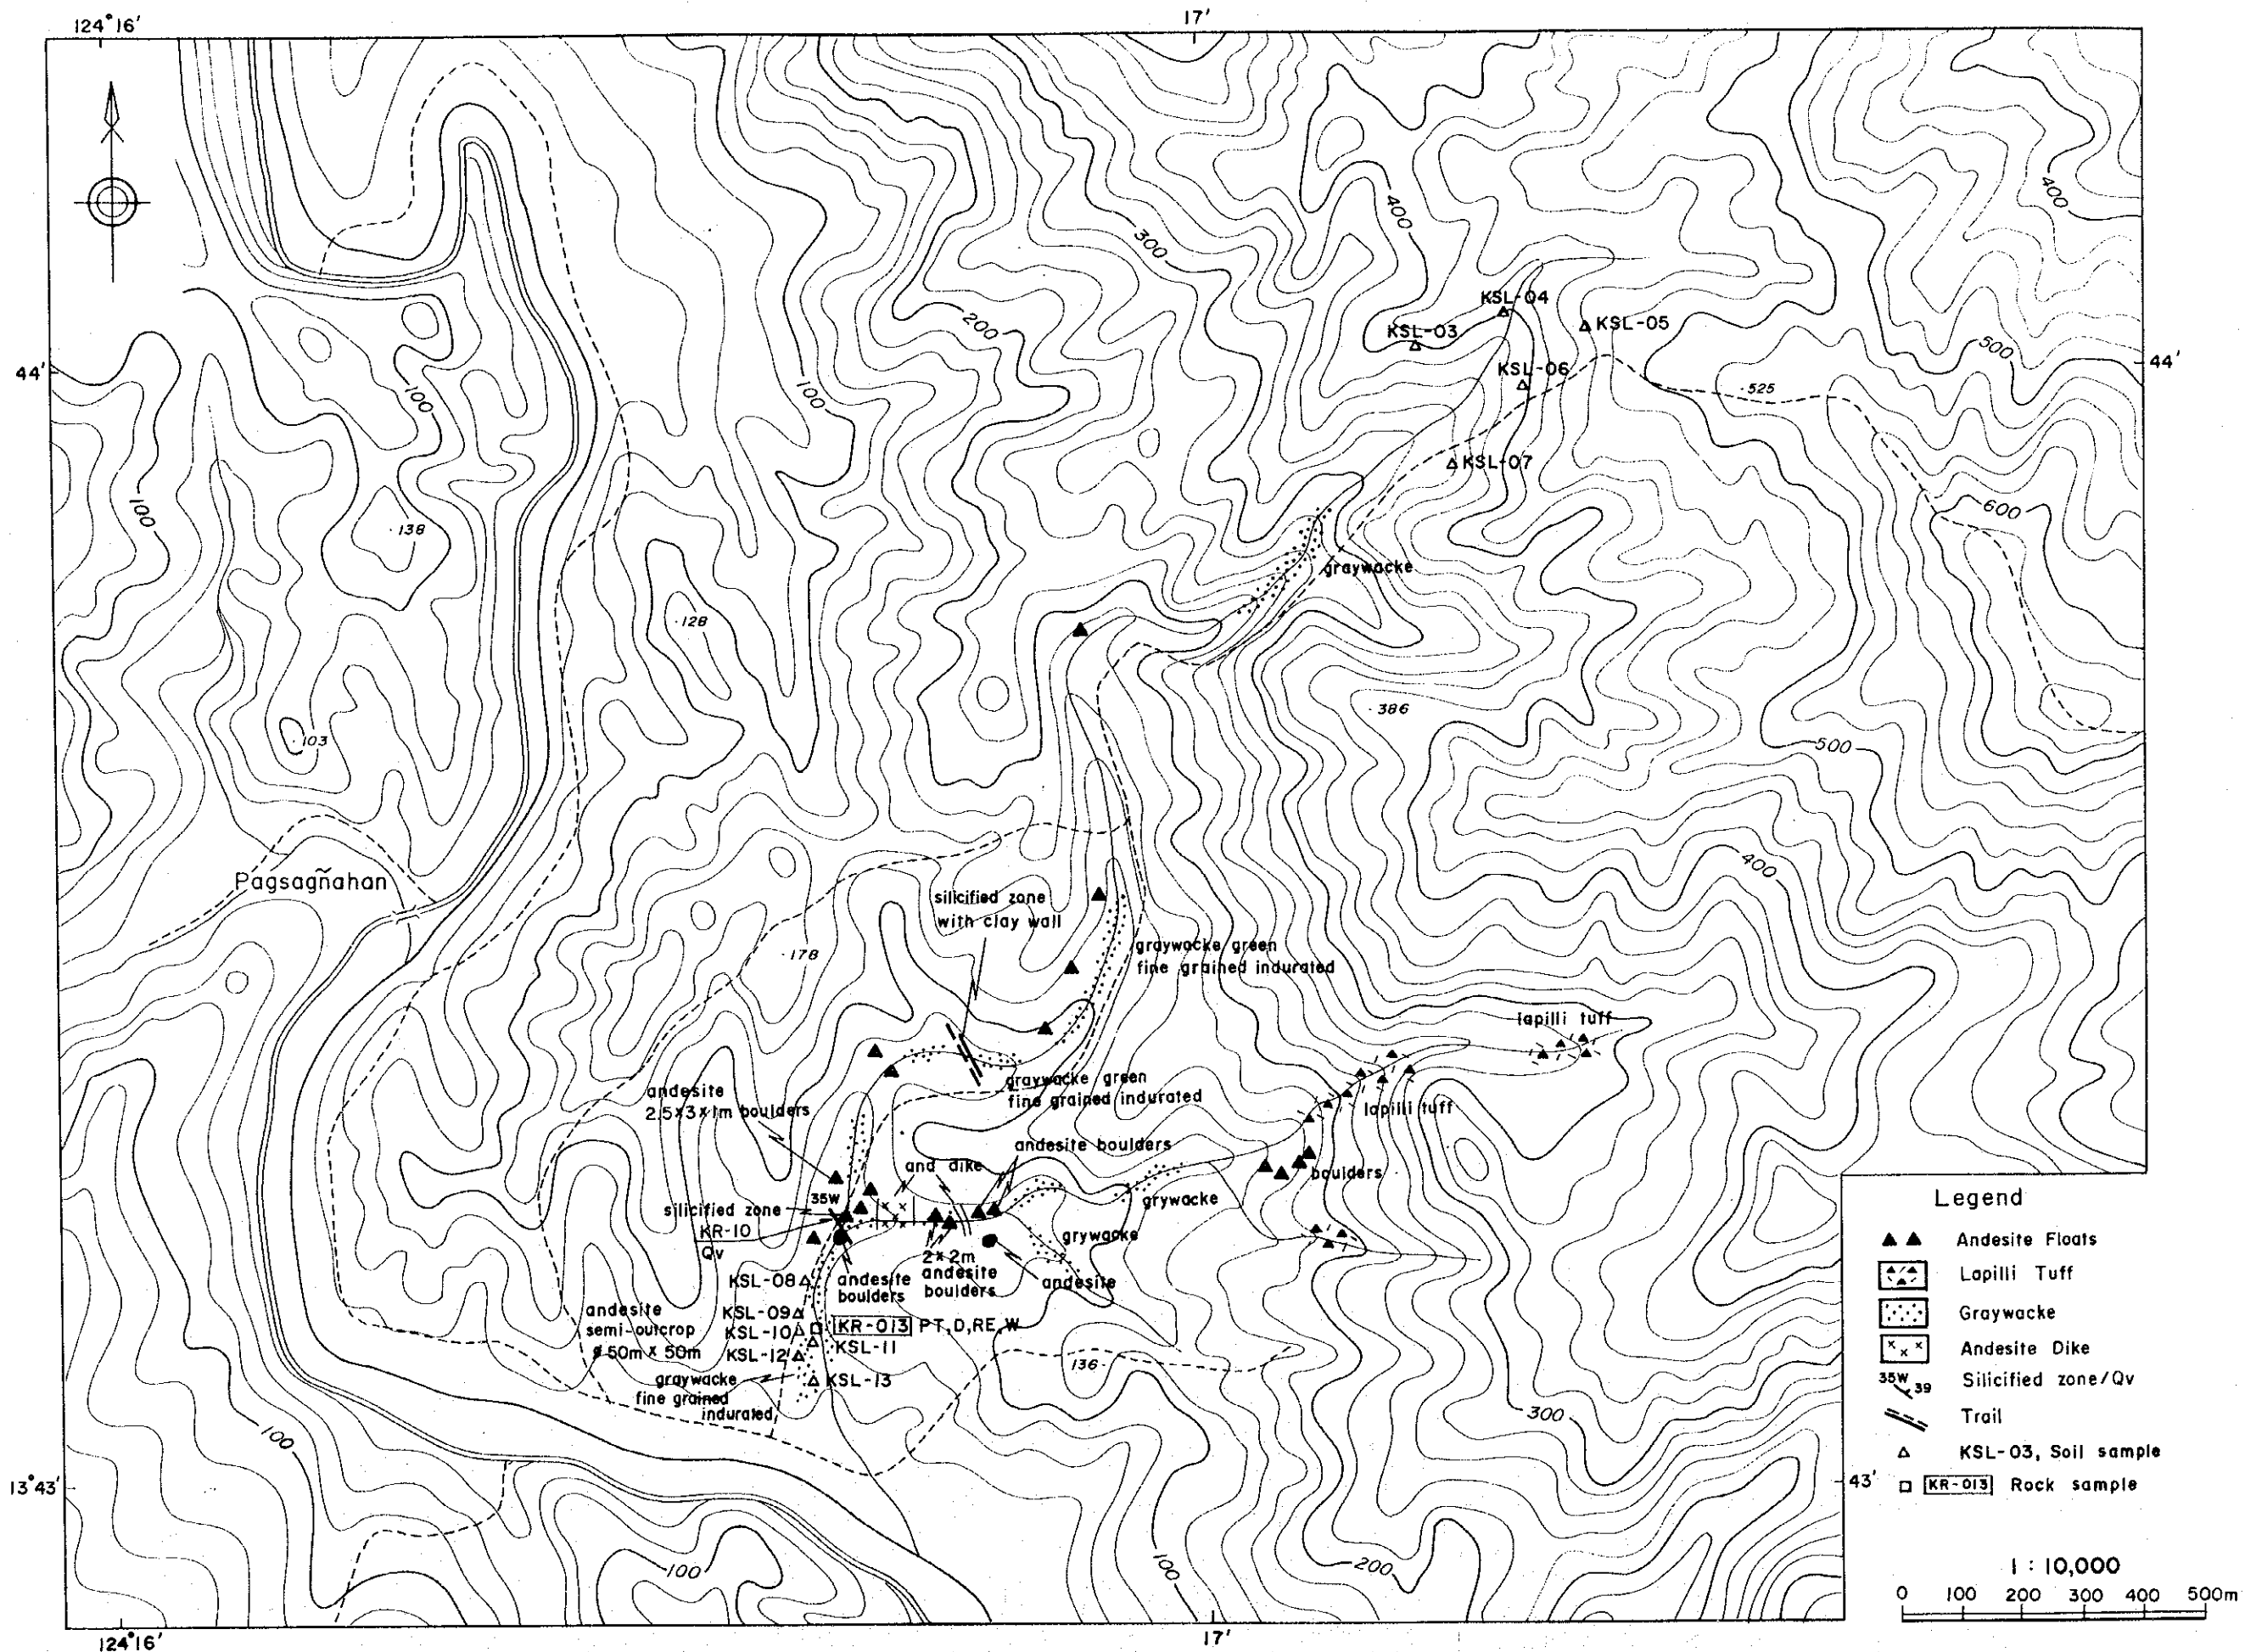 124°16'
17'
400
400
300
KSL-04
KSL-05
KSL-03
200
500
44'
44'
KSL-06
100
100
525
KSL-07
100
600
138
graywacke
128
386
103
500
400
Pagsagñahan
silicified zone
with clay wall
graywacke green
fine grained indurated
178
lapilli tuff
graywacke green
fine grained indurated
andesite
2.5x3x1m boulders
lapilli tuff
andesite boulders
and dike
boulders
35W
grywacke
silicified zone
KR-10
Qv
grywacke
2x2m
andesite
boulders
andesite
boulders
andesite
KSL-08
andesite
semi-outcrop
ø 50m x 50m
KSL-09
KSL-10
KR-013 PT,D,RE,W
KSL-11
KSL-12
136
graywacke
fine grained
indurated
KSL-13
300
100
13°43'
43'
100
100
200
124°16'
17'
Legend
Andesite Floats
Lapilli Tuff
Graywacke
Andesite Dike
35W 39 Silicified zone/Qv
Trail
KSL-03, Soil sample
KR-013 Rock sample
1 : 10,000
0 100 200 300 400 500m